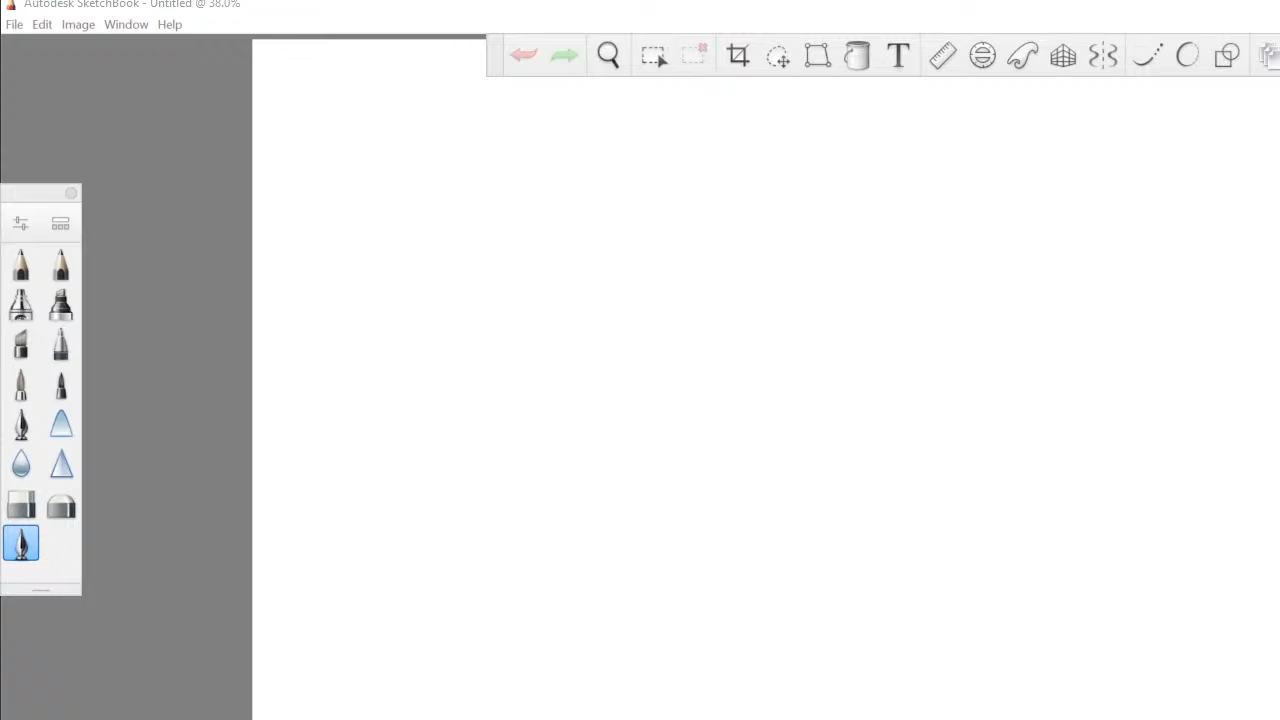 Autodesk SketchBook - Untitled @ 38.0%
File Edit Image Window Help
T